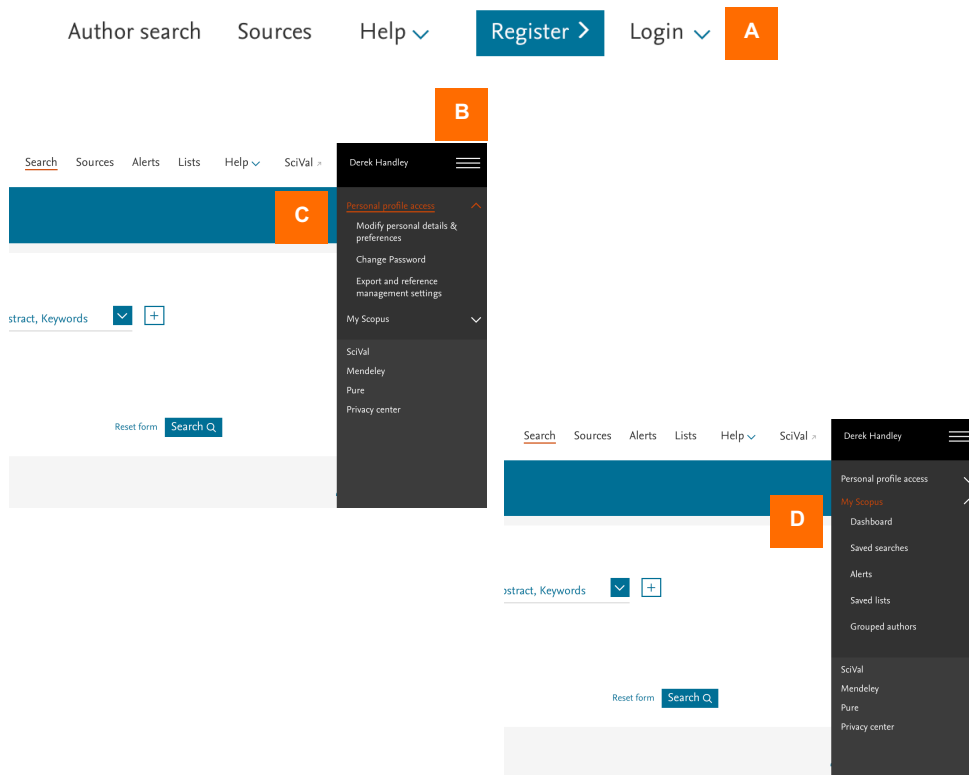 Author search Sources Help Register Login A
B
Search Sources Alerts Lists Help SciVal Derek Handley
C
Personal profile access
Modify personal details &
preferences
Change Password
Export and reference
management settings
My Scopus
SciVal
Mendeley
Pure
Privacy center
stract, Keywords
Reset form Search
Search Sources Alerts Lists Help SciVal Derek Handley
D
Personal profile access
My Scopus
Dashboard
Saved searches
Alerts
Saved lists
Grouped authors
SciVal
Mendeley
Pure
Privacy center
ostract, Keywords
Reset form Search